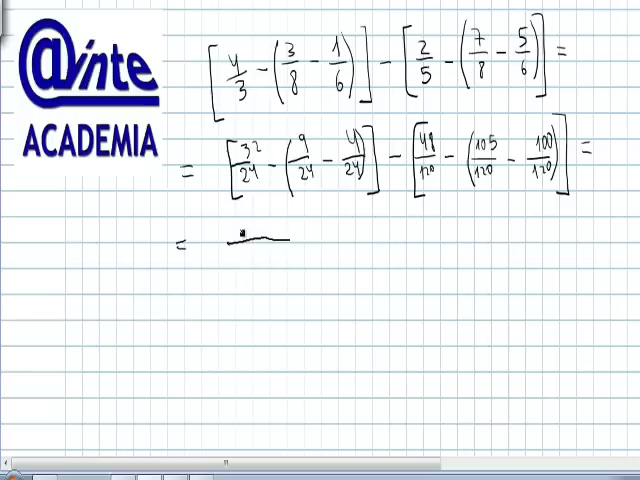 @inte
ACADEMIA
[4/3 - (3/8 - 1/6)] - [2/5 - (7/8 - 5/6)] =
= [32/24 - (9/24 - 4/24)] - [48/120 - (105/120 - 100/120)] =
=